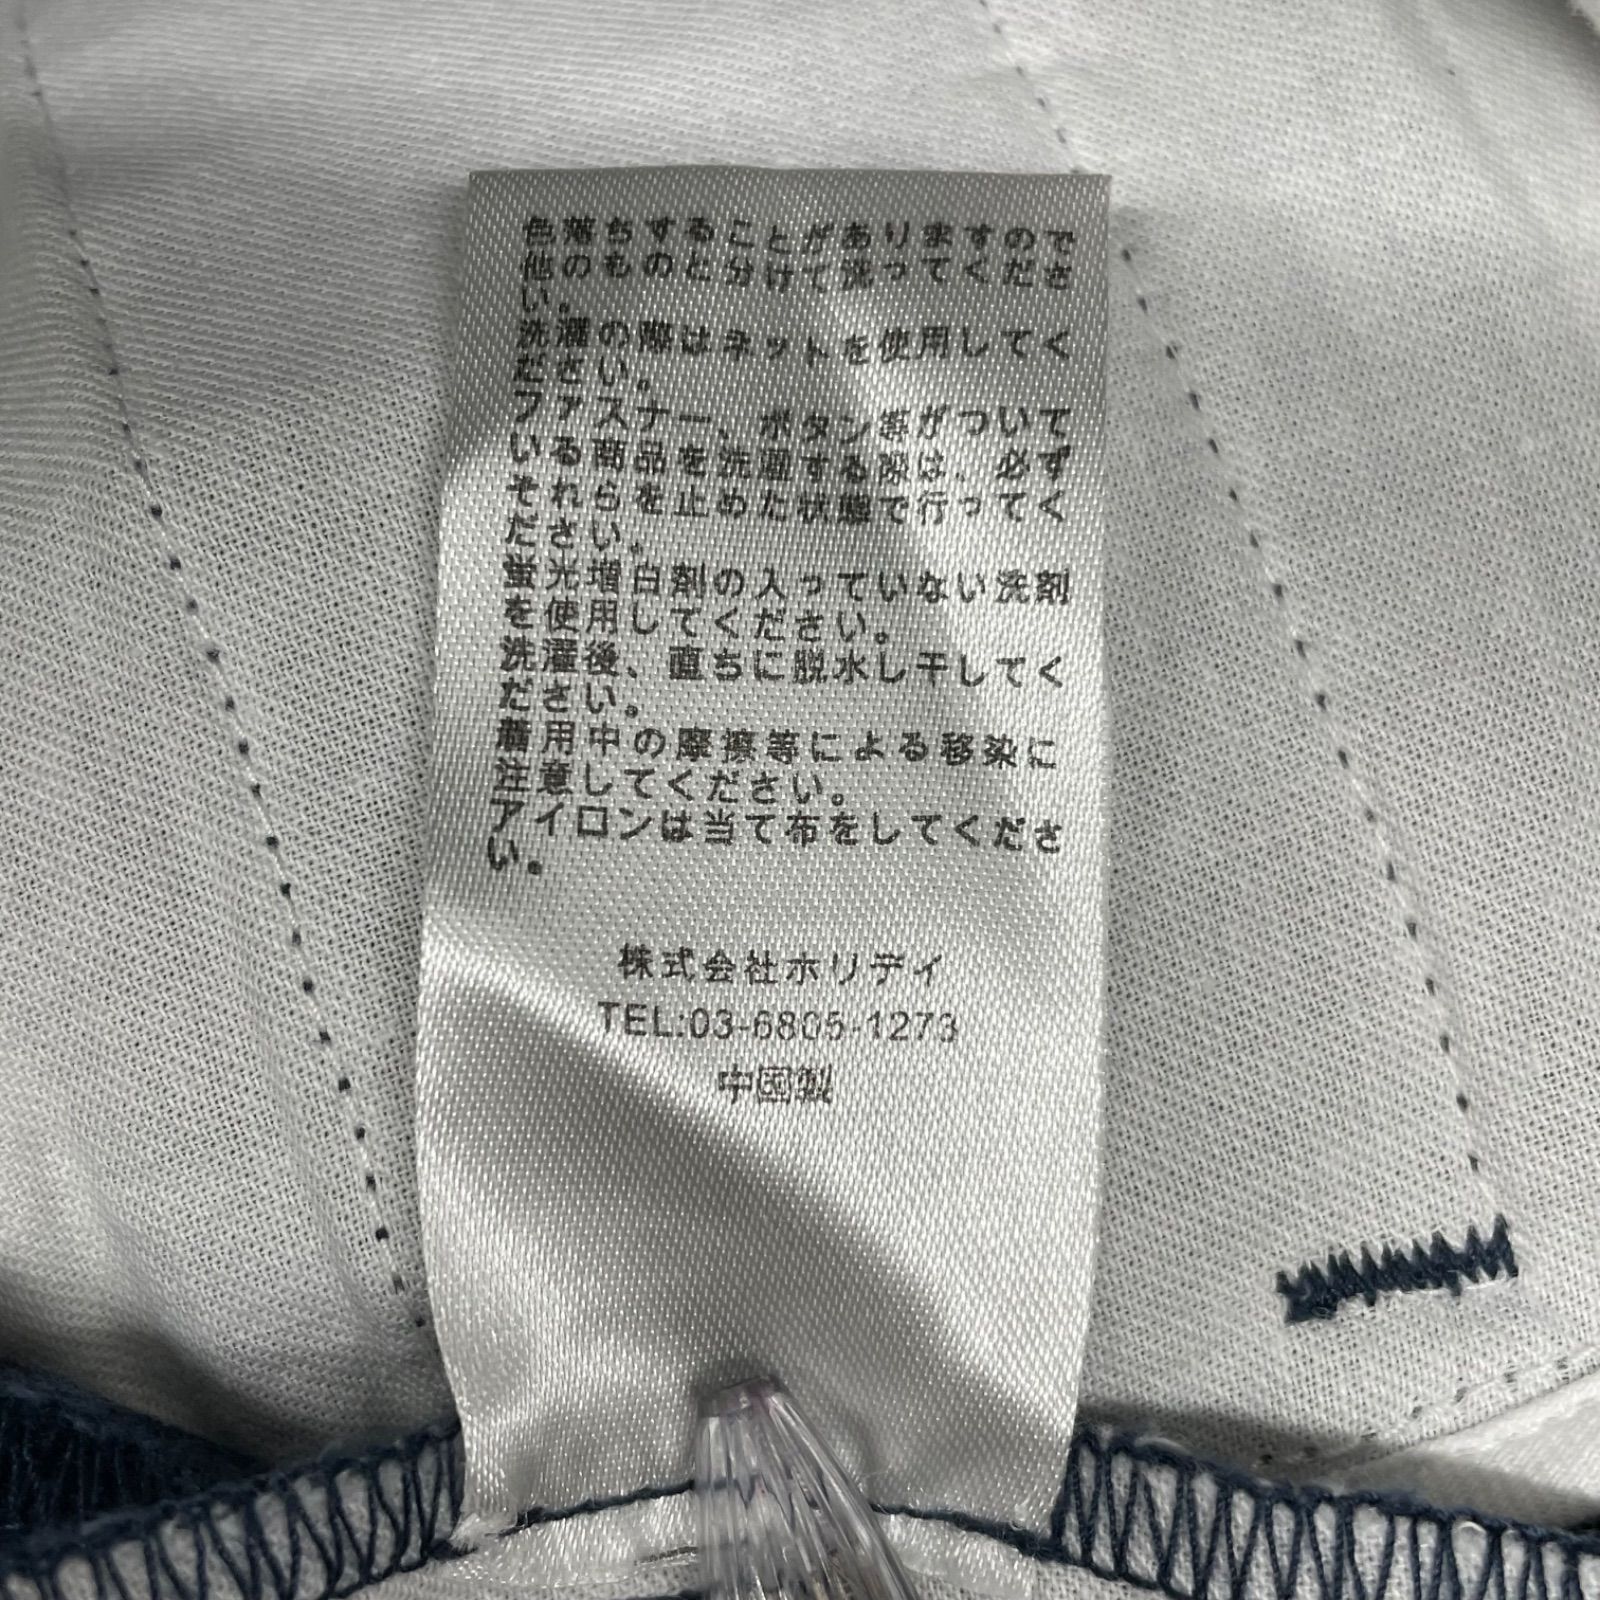 色落ちすることがありますので
他のものと分けて洗ってくださ
い。
洗濯の際はネットを使用してく
ださい。
ファスナー、ボタン等がついて
いる商品を洗濯する際は、必ず
それらを止めた状態で行ってく
ださい。
蛍光増白剤の入っていない洗剤
を使用してください。
洗濯後、直ちに脱水し干してく
ださい。
着用中の摩擦等による移染に
注意してください。
アイロンは当て布をしてくださ
い。
株式会社ホリデイ
TEL:03-6805-1273
中国製